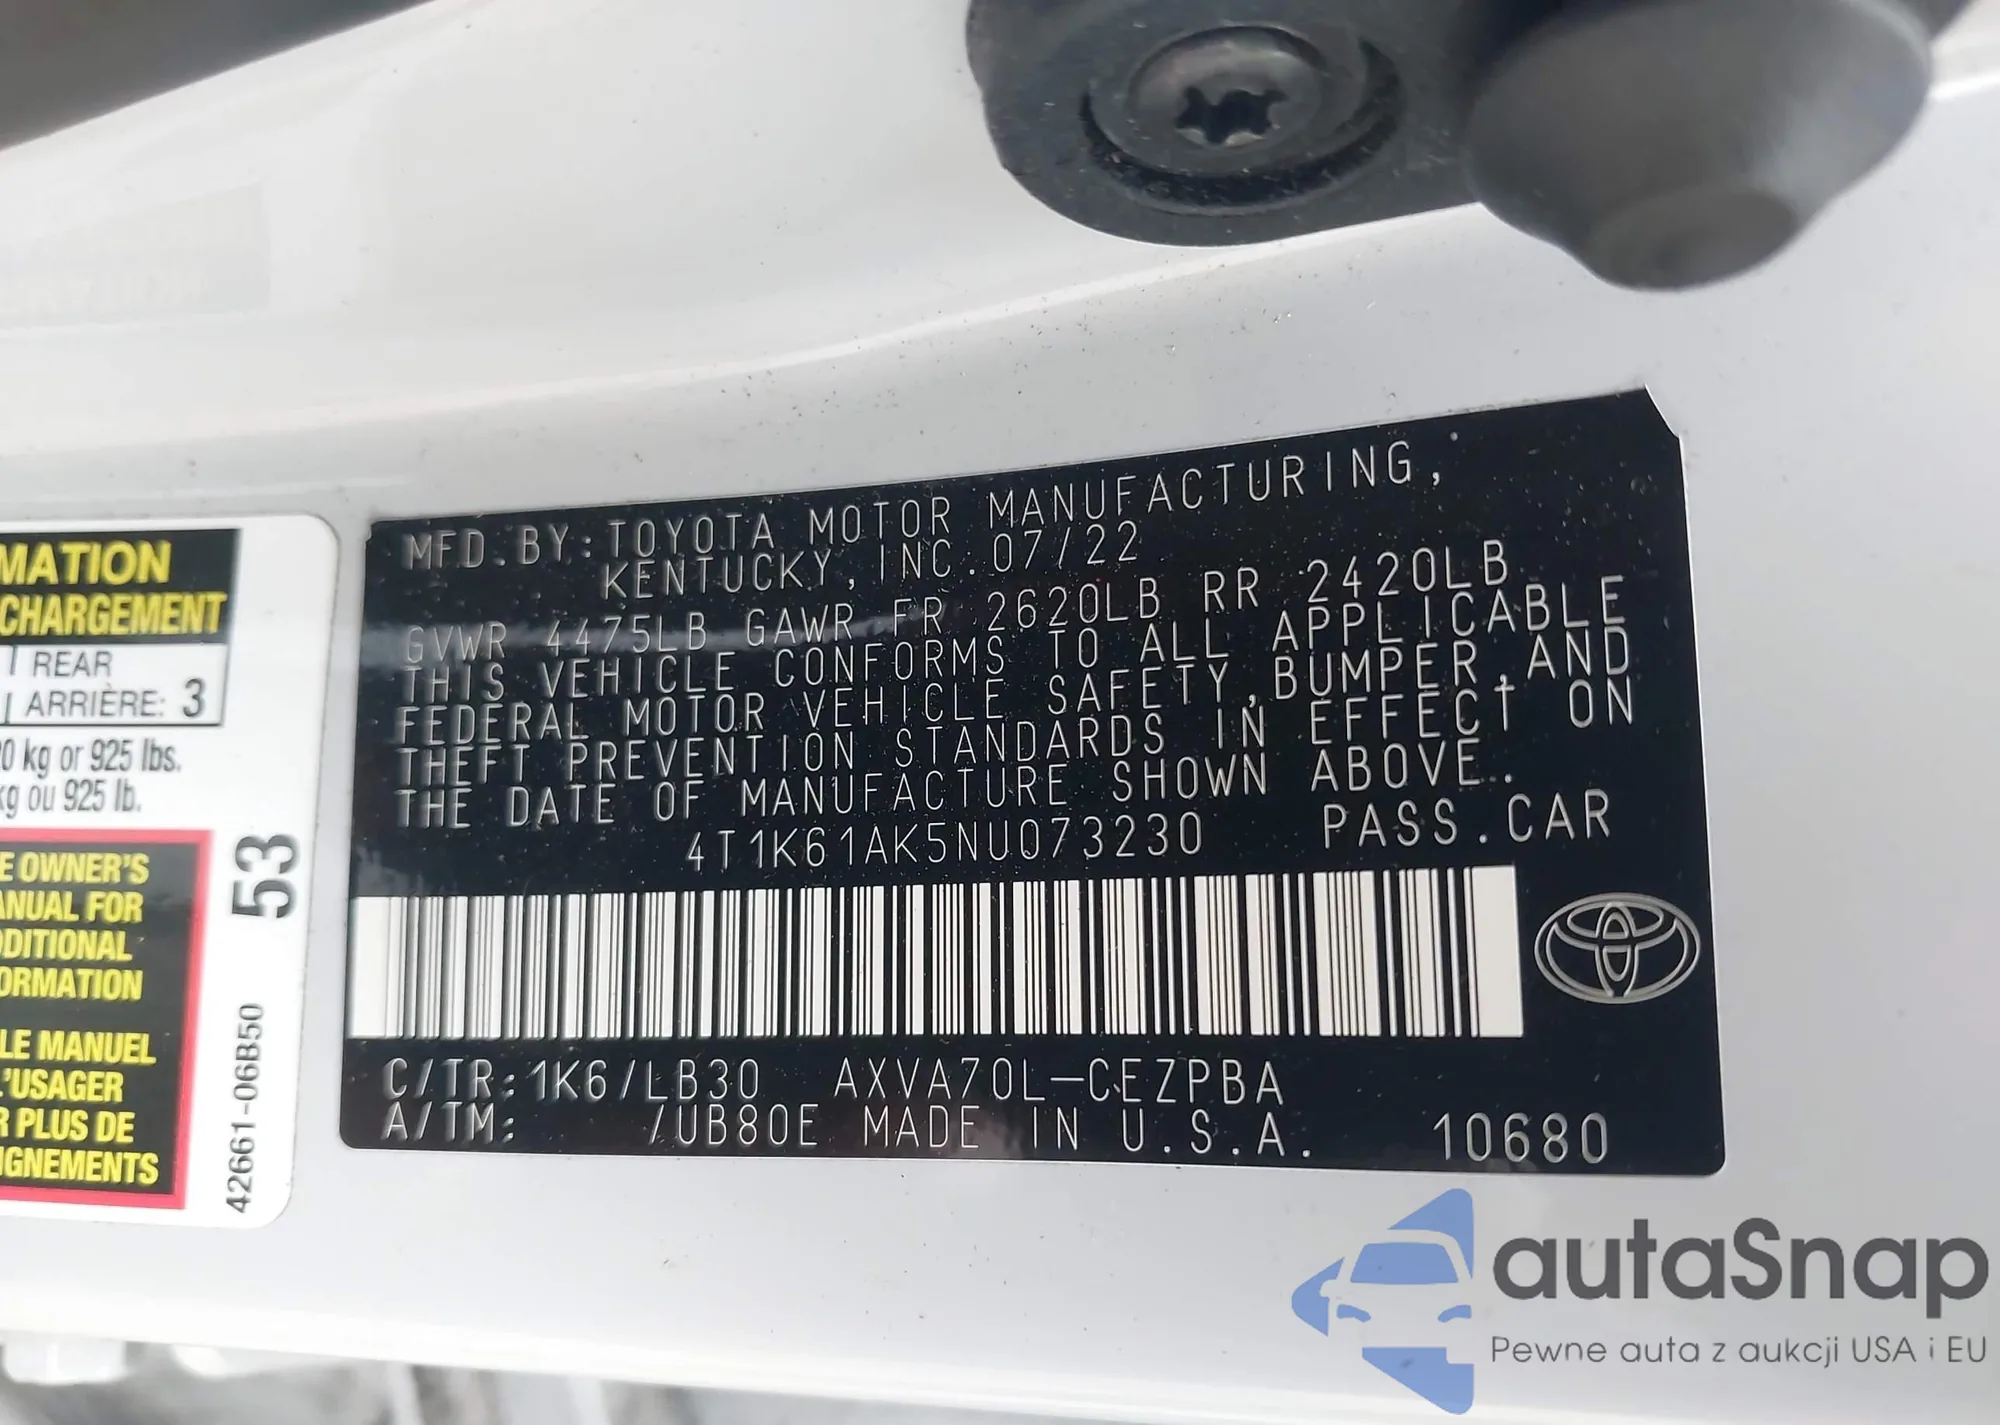 MFD.BY:TOYOTA MOTOR MANUFACTURING,
KENTUCKY, INC. 07/22
GVWR 4475LB GAWR FR 2620LB RR 2420LB
THIS VEHICLE CONFORMS TO ALL APPLICABLE
FEDERAL MOTOR VEHICLE SAFETY,BUMPER,AND
THEFT PREVENTION STANDARDS IN EFFECT ON
THE DATE OF MANUFACTURE SHOWN ABOVE.
4T1K61AK5NU073230 PASS.CAR
C/TR:1K6/LB30 AXVA70L-CEZPBA
A/TM: /UB80E MADE IN U.S.A. 10680
MATION
CHARGEMENT
REAR
ARRIÈRE: 3
0 kg or 925 lbs.
kg ou 925 lb.
E OWNER'S
ANUAL FOR
DDITIONAL
ORMATION
LE MANUEL
L'USAGER
R PLUS DE
IGNEMENTS
53
42661-06B50
autaSnap
Pewne auta z aukcji USA i EU